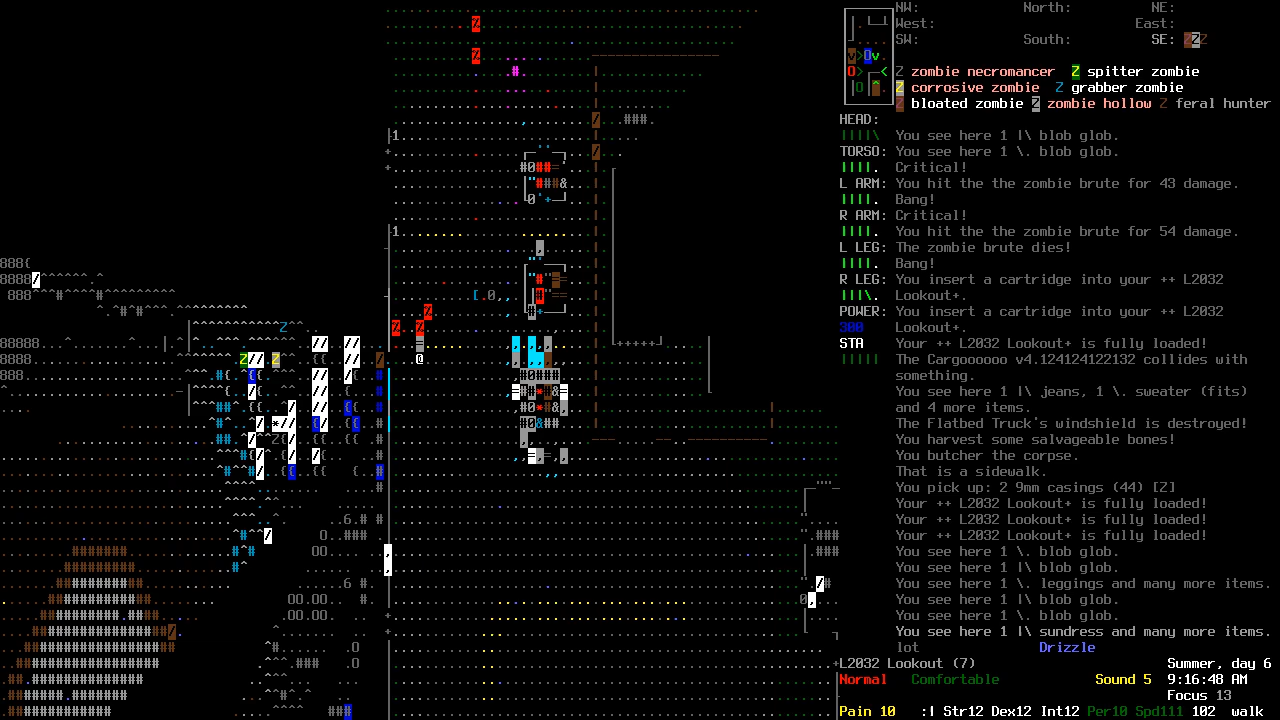 NW: North: NE:
West: East:
SW: South: SE: ZZZ
Z zombie necromancer Z spitter zombie
Z corrosive zombie Z grabber zombie
Z bloated zombie Z zombie hollow Z feral hunter
HEAD:
||||\ You see here 1 |\ blob glob.
TORSO: You see here 1 \. blob glob.
||||. Critical!
L ARM: You hit the the zombie brute for 43 damage.
||||. Bang!
R ARM: Critical!
||||. You hit the the zombie brute for 54 damage.
L LEG: The zombie brute dies!
||||. Bang!
R LEG: You insert a cartridge into your ++ L2032
|||\. Lookout+.
POWER: You insert a cartridge into your ++ L2032
300 Lookout+.
STA Your ++ L2032 Lookout+ is fully loaded!
||||| The Cargooooo v4.124124122132 collides with
something.
You see here 1 |\ jeans, 1 \. sweater (fits)
and 4 more items.
The Flatbed Truck's windshield is destroyed!
You harvest some salvageable bones!
You butcher the corpse.
That is a sidewalk.
You pick up: 2 9mm casings (44) [Z]
Your ++ L2032 Lookout+ is fully loaded!
Your ++ L2032 Lookout+ is fully loaded!
Your ++ L2032 Lookout+ is fully loaded!
You see here 1 \. blob glob.
You see here 1 |\ blob glob.
You see here 1 \. leggings and many more items.
You see here 1 |\ blob glob.
You see here 1 \. blob glob.
You see here 1 |\ sundress and many more items.
lot Drizzle
L2032 Lookout (7) Summer, day 6
Normal Comfortable Sound 5 9:16:48 AM
Focus 13
Pain 10 :| Str12 Dex12 Int12 Per10 Spd111 102 walk